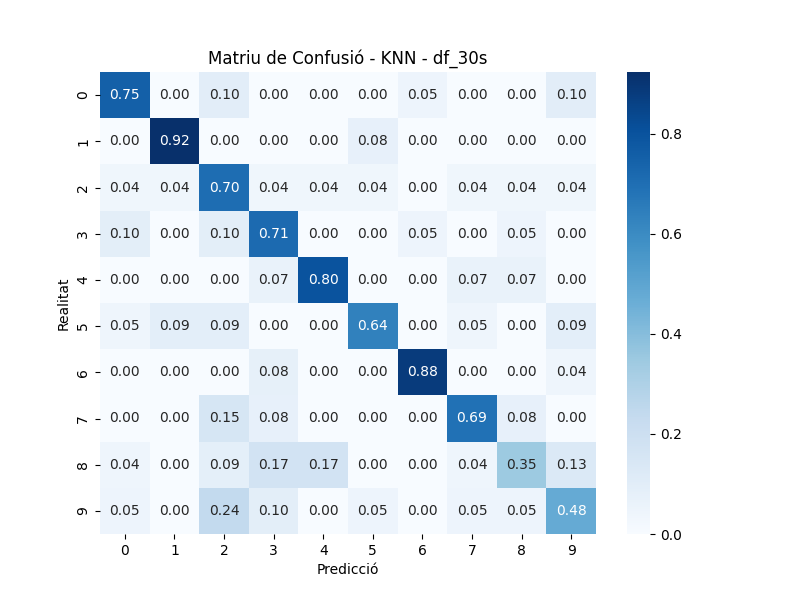 Matriu de Confusió - KNN - df_30s
0 0.75 0.00 0.10 0.00 0.00 0.00 0.05 0.00 0.00 0.10
1 0.00 0.92 0.00 0.00 0.00 0.08 0.00 0.00 0.00 0.00
2 0.04 0.04 0.70 0.04 0.04 0.04 0.00 0.04 0.04 0.04
3 0.10 0.00 0.10 0.71 0.00 0.00 0.05 0.00 0.05 0.00
4 0.00 0.00 0.00 0.07 0.80 0.00 0.00 0.07 0.07 0.00
5 0.05 0.09 0.09 0.00 0.00 0.64 0.00 0.05 0.00 0.09
6 0.00 0.00 0.00 0.08 0.00 0.00 0.88 0.00 0.00 0.04
7 0.00 0.00 0.15 0.08 0.00 0.00 0.00 0.69 0.08 0.00
8 0.04 0.00 0.09 0.17 0.17 0.00 0.00 0.04 0.35 0.13
9 0.05 0.00 0.24 0.10 0.00 0.05 0.00 0.05 0.05 0.48
0 1 2 3 4 5 6 7 8 9
Predicció
Realitat
0.8
0.6
0.4
0.2
0.0